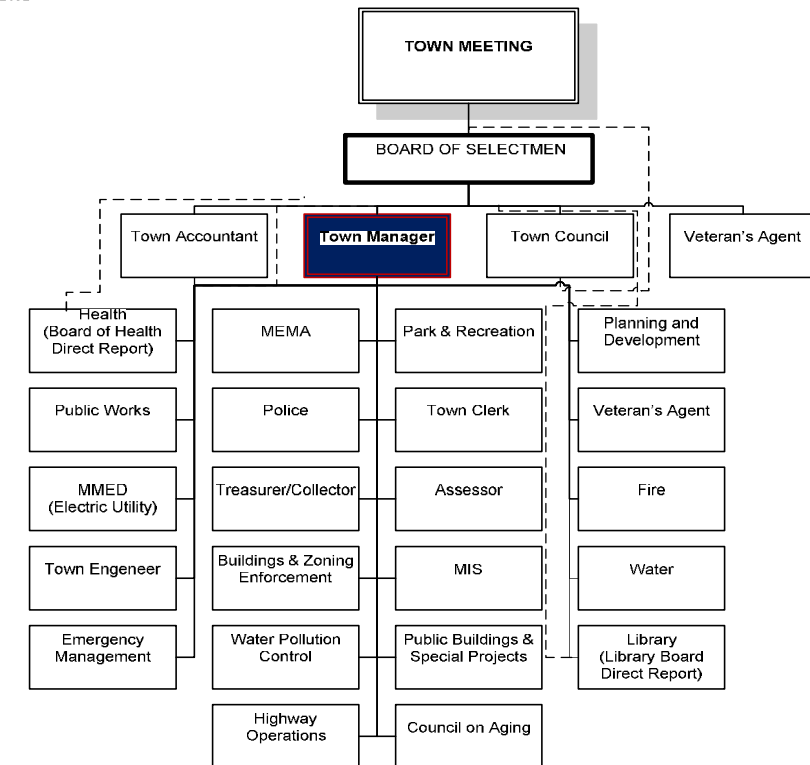 TOWN MEETING
BOARD OF SELECTMEN
Town Accountant
Town Manager
Town Council
Veteran's Agent
Health
(Board of Health
Direct Report)
MEMA
Park & Recreation
Planning and
Development
Public Works
Police
Town Clerk
Veteran's Agent
MMED
(Electric Utility)
Treasurer/Collector
Assessor
Fire
Town Engeneer
Buildings & Zoning
Enforcement
MIS
Water
Emergency
Management
Water Pollution
Control
Public Buildings &
Special Projects
Library
(Library Board
Direct Report)
Highway
Operations
Council on Aging